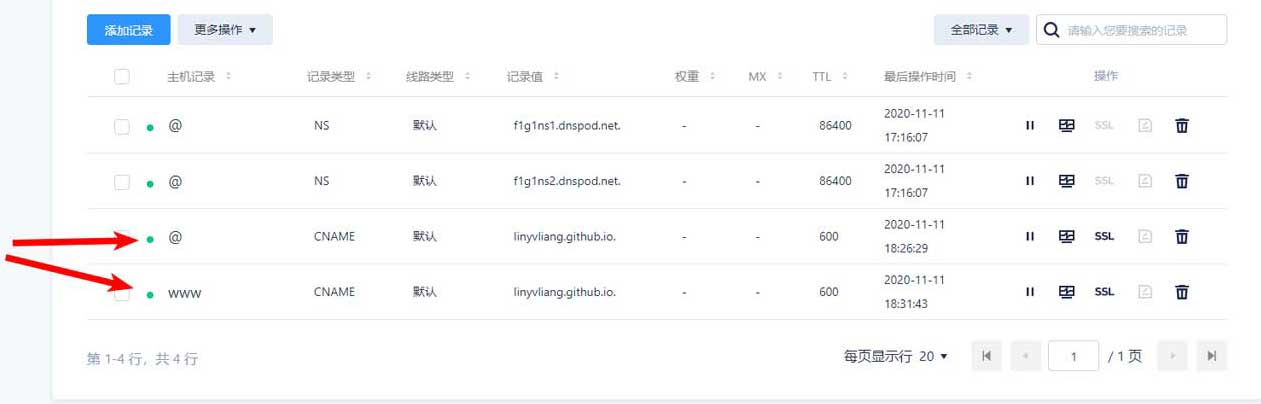 添加记录 更多操作 全部记录 请输入您要搜索的记录
主机记录 记录类型 线路类型 记录值 权重 MX TTL 最后操作时间 操作
@ NS 默认 f1g1ns1.dnspod.net. - - 86400 2020-11-11 17:16:07 SSL
@ NS 默认 f1g1ns2.dnspod.net. - - 86400 2020-11-11 17:16:07 SSL
@ CNAME 默认 linyvliang.github.io. - - 600 2020-11-11 18:26:29 SSL
www CNAME 默认 linyvliang.github.io. - - 600 2020-11-11 18:31:43 SSL
第 1-4 行，共 4 行 每页显示行 20 1 / 1 页